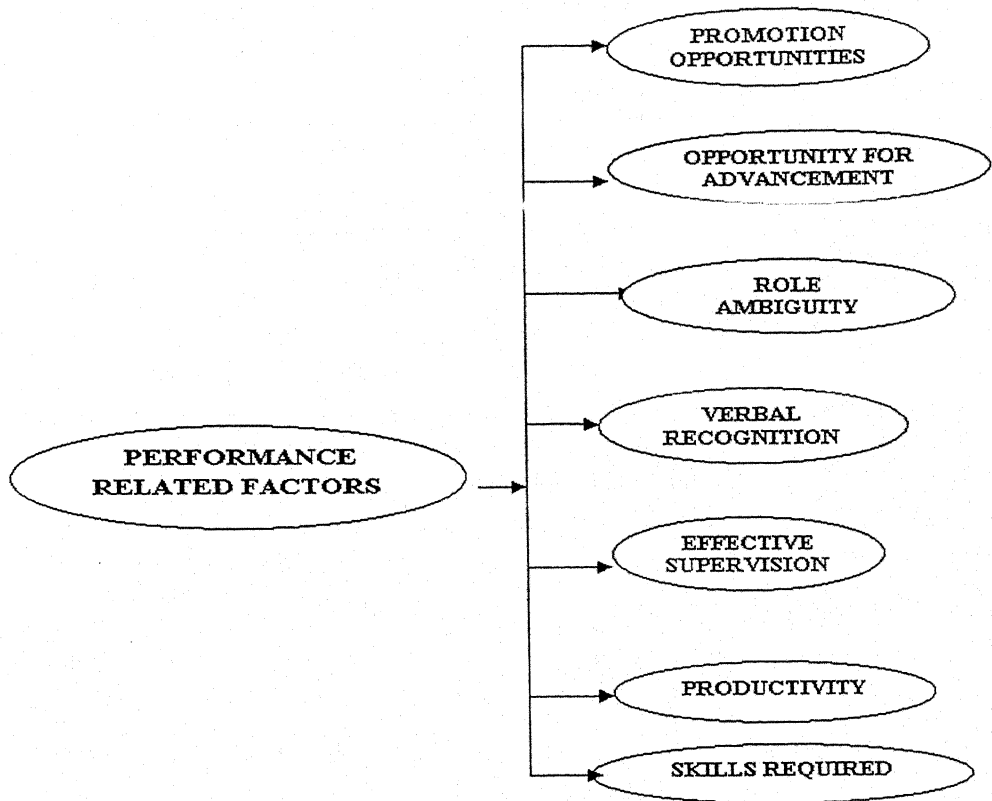 PROMOTION
OPPORTUNITIES
OPPORTUNITY FOR
ADVANCEMENT
ROLE
AMBIGUITY
VERBAL
RECOGNITION
PERFORMANCE
RELATED FACTORS
EFFECTIVE
SUPERVISION
PRODUCTIVITY
SKILLS REQUIRED